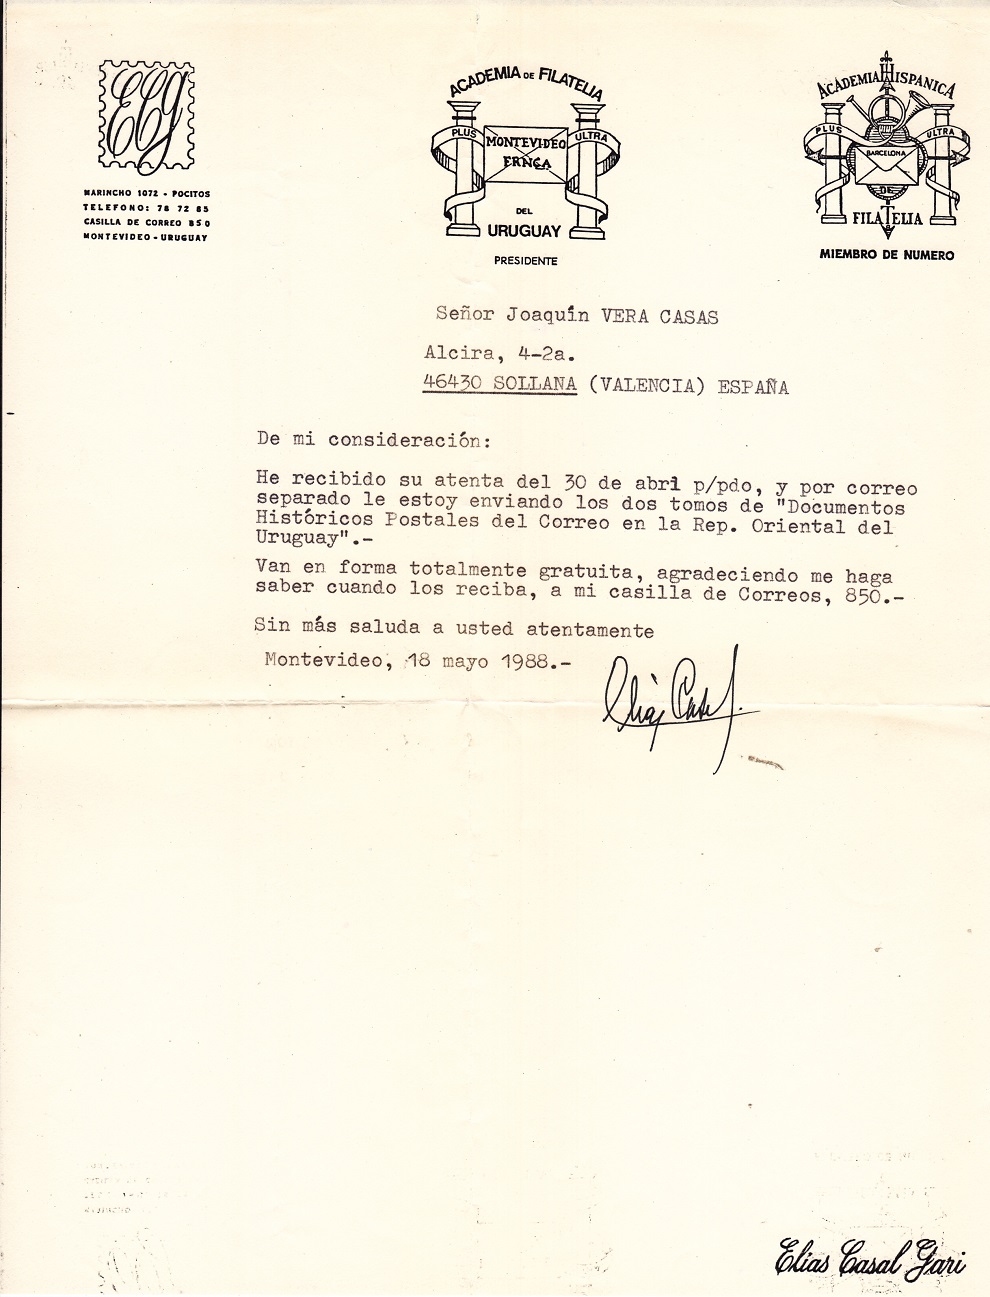 ECG
MARINCHO 1072 - POCITOS
TELEFONO: 78 72 85
CASILLA DE CORREO 850
MONTEVIDEO - URUGUAY
ACADEMIA DE FILATELIA
PLUS ULTRA
MONTEVIDEO
FRNCA
DEL
URUGUAY
PRESIDENTE
ACADEMIA HISPANICA
PLUS ULTRA
BARCELONA
DE
FILATELIA
MIEMBRO DE NUMERO
Señor Joaquín VERA CASAS
Alcira, 4-2a.
46430 SOLLANA (VALENCIA) ESPAÑA
De mi consideración:
He recibido su atenta del 30 de abril p/pdo, y por correo
separado le estoy enviando los dos tomos de "Documentos
Históricos Postales del Correo en la Rep. Oriental del
Uruguay".-
Van en forma totalmente gratuita, agradeciendo me haga
saber cuando los reciba, a mi casilla de Correos, 850.-
Sin más saluda a usted atentamente
Montevideo, 18 mayo 1988.-
Elias Casal
Elias Casal Gari